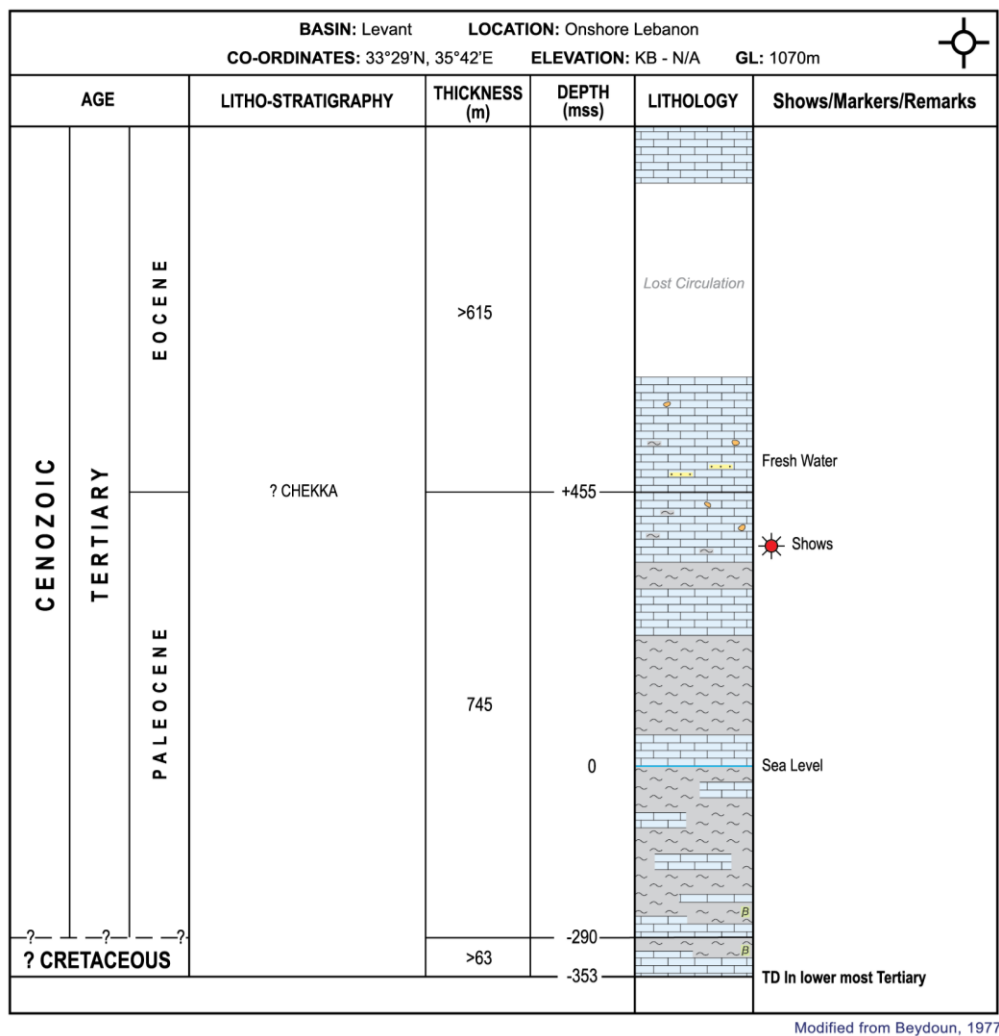 BASIN: Levant LOCATION: Onshore Lebanon
CO-ORDINATES: 33°29'N, 35°42'E ELEVATION: KB - N/A GL: 1070m
AGE
LITHO-STRATIGRAPHY
THICKNESS
(m)
DEPTH
(mss)
LITHOLOGY
Shows/Markers/Remarks
CENOZOIC
TERTIARY
EOCENE
>615
Lost Circulation
Fresh Water
? CHEKKA
+455
Shows
PALEOCENE
745
0
Sea Level
β
? ? ?
-290
? CRETACEOUS
>63
β
-353
TD In lower most Tertiary
Modified from Beydoun, 1977